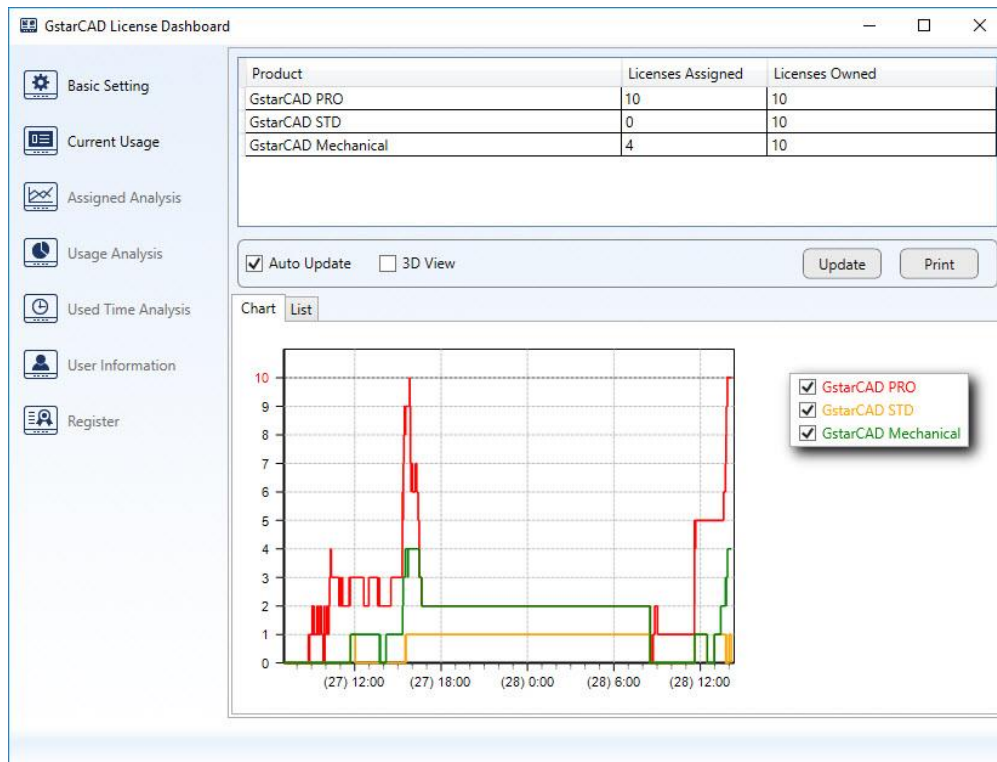 GstarCAD License Dashboard
Basic Setting
Current Usage
Assigned Analysis
Usage Analysis
Used Time Analysis
User Information
Register
Product Licenses Assigned Licenses Owned
GstarCAD PRO 10 10
GstarCAD STD 0 10
GstarCAD Mechanical 4 10
Auto Update 3D View Update Print
Chart List
10
9
8
7
6
5
4
3
2
1
0
(27) 12:00 (27) 18:00 (28) 0:00 (28) 6:00 (28) 12:00
GstarCAD PRO
GstarCAD STD
GstarCAD Mechanical